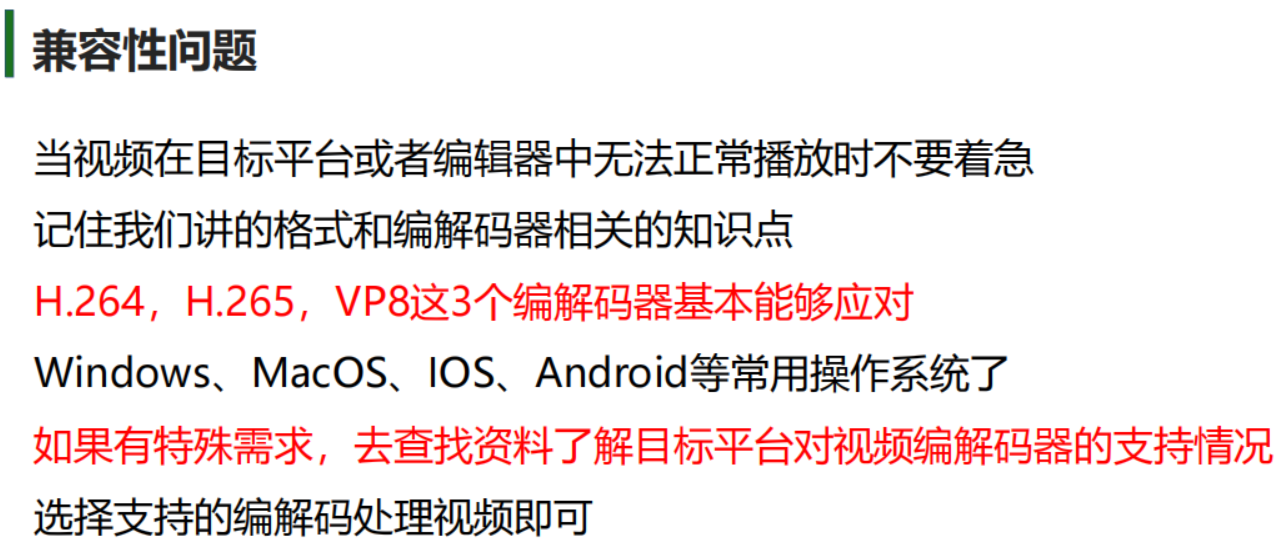 兼容性问题
当视频在目标平台或者编辑器中无法正常播放时不要着急
记住我们讲的格式和编解码器相关的知识点
H.264，H.265，VP8这3个编解码器基本能够应对
Windows、MacOS、IOS、Android等常用操作系统了
如果有特殊需求，去查找资料了解目标平台对视频编解码器的支持情况
选择支持的编解码处理视频即可